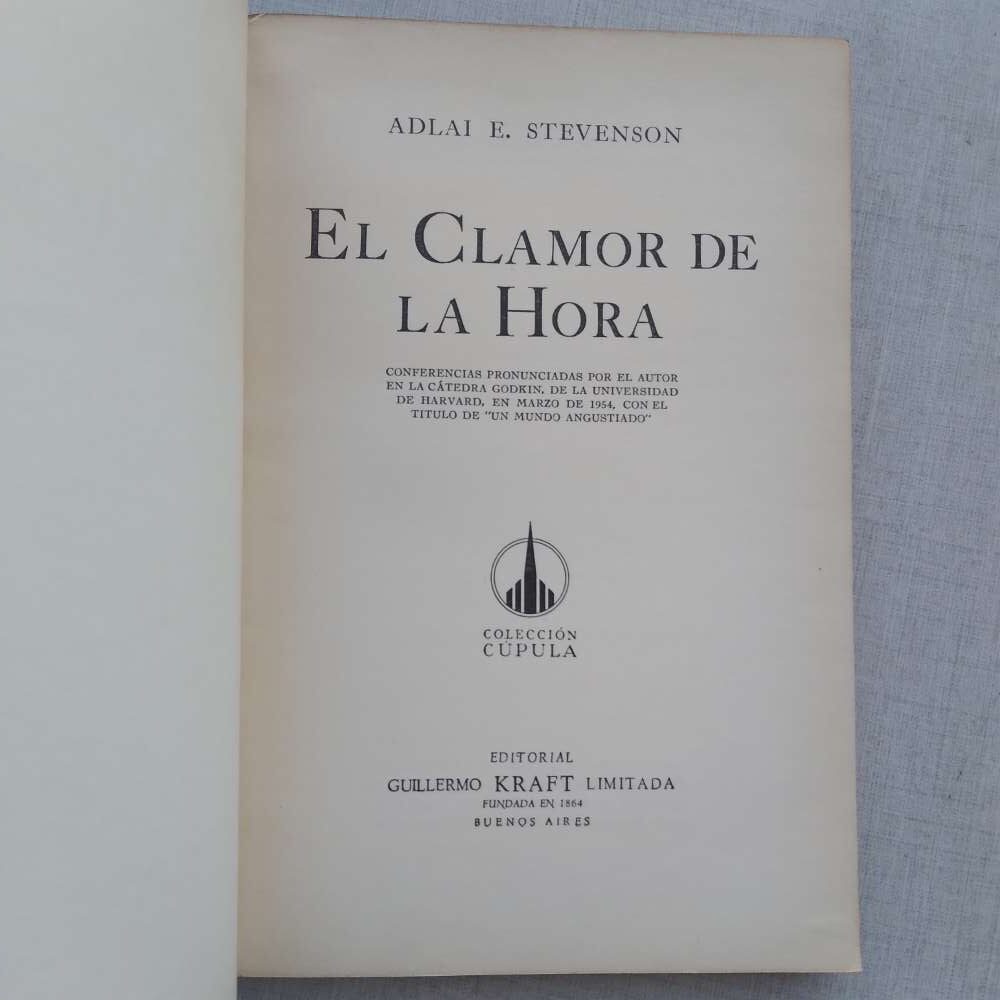 ADLAI E. STEVENSON
EL CLAMOR DE
LA HORA
CONFERENCIAS PRONUNCIADAS POR EL AUTOR
EN LA CÁTEDRA GODKIN, DE LA UNIVERSIDAD
DE HARVARD, EN MARZO DE 1954, CON EL
TITULO DE "UN MUNDO ANGUSTIADO"
COLECCIÓN
CÚPULA
EDITORIAL
GUILLERMO KRAFT LIMITADA
FUNDADA EN 1864
BUENOS AIRES